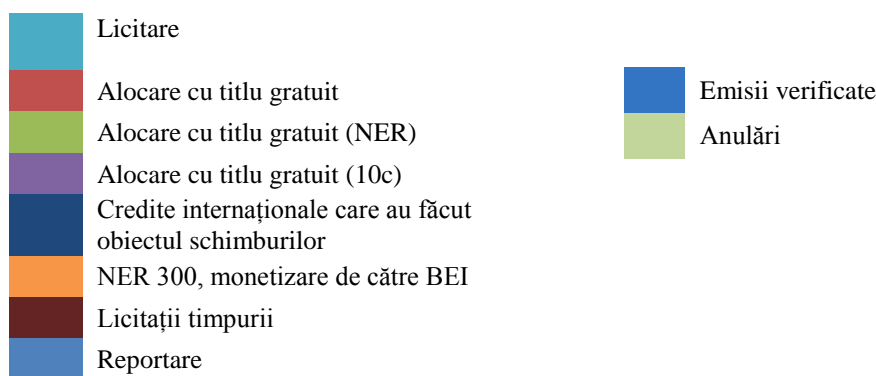 Licitare
Alocare cu titlu gratuit
Alocare cu titlu gratuit (NER)
Alocare cu titlu gratuit (10c)
Credite internaționale care au făcut
obiectul schimburilor
NER 300, monetizare de către BEI
Licitații timpurii
Reportare
Emisii verificate
Anulări